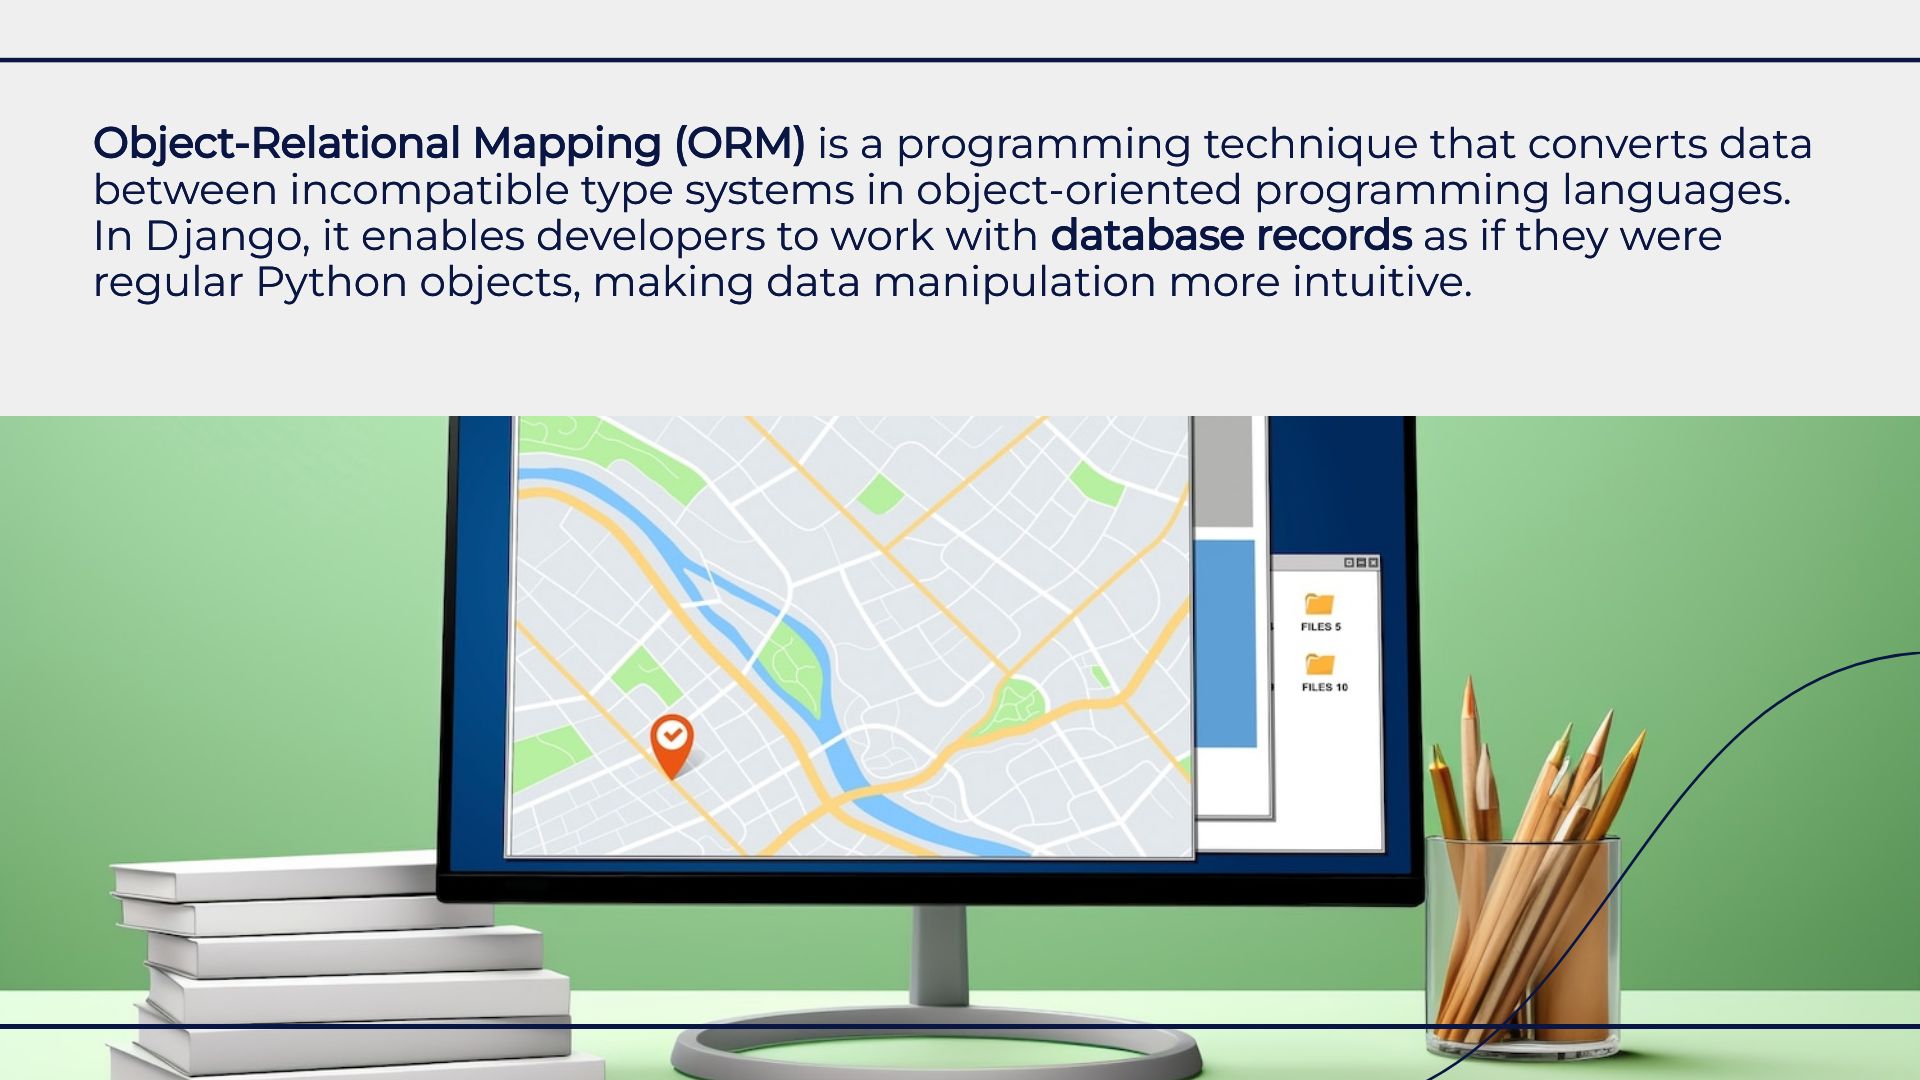 Object-Relational Mapping (ORM) is a programming technique that converts data
between incompatible type systems in object-oriented programming languages.
In Django, it enables developers to work with database records as if they were
regular Python objects, making data manipulation more intuitive.
FILES 5
FILES 10